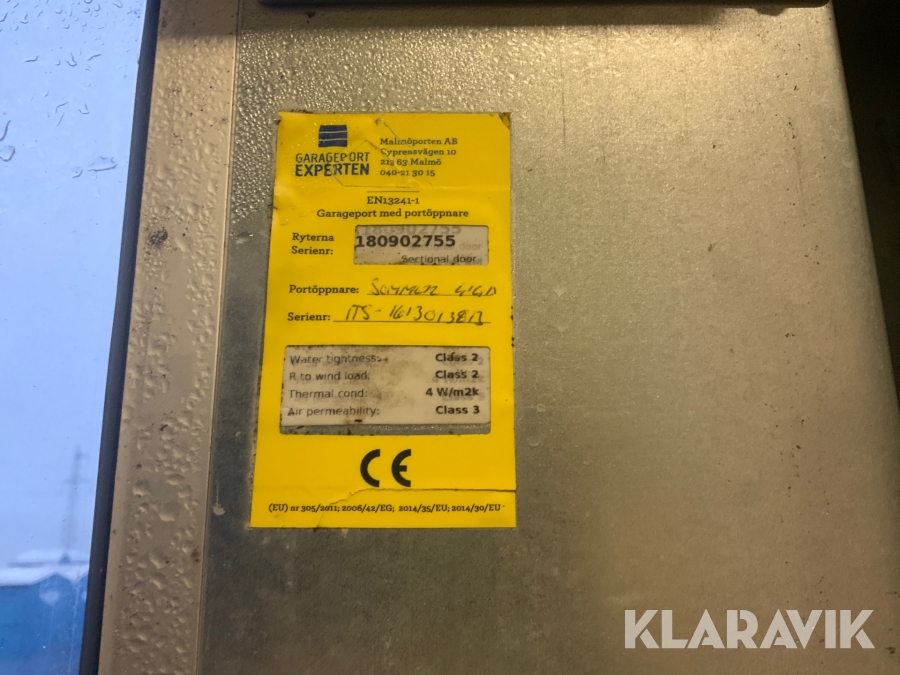 GARAGEPORT
EXPERTEN
Malmöporten AB
Cypressvägen 10
213 63 Malmö
040-21 30 15
EN13241-1
Garageport med portöppnare
Ryterna
Serienr:
180902755
180902755
door
Sectional door
Portöppnare:
Serienr: ITS-
Water tightness: Class 2
R to wind load: Class 2
Thermal cond: 4 W/m2k
Air permeability: Class 3
CE
(EU) nr 305/2011; 2006/42/EG; 2014/35/EU; 2014/30/EU
KLARAVIK